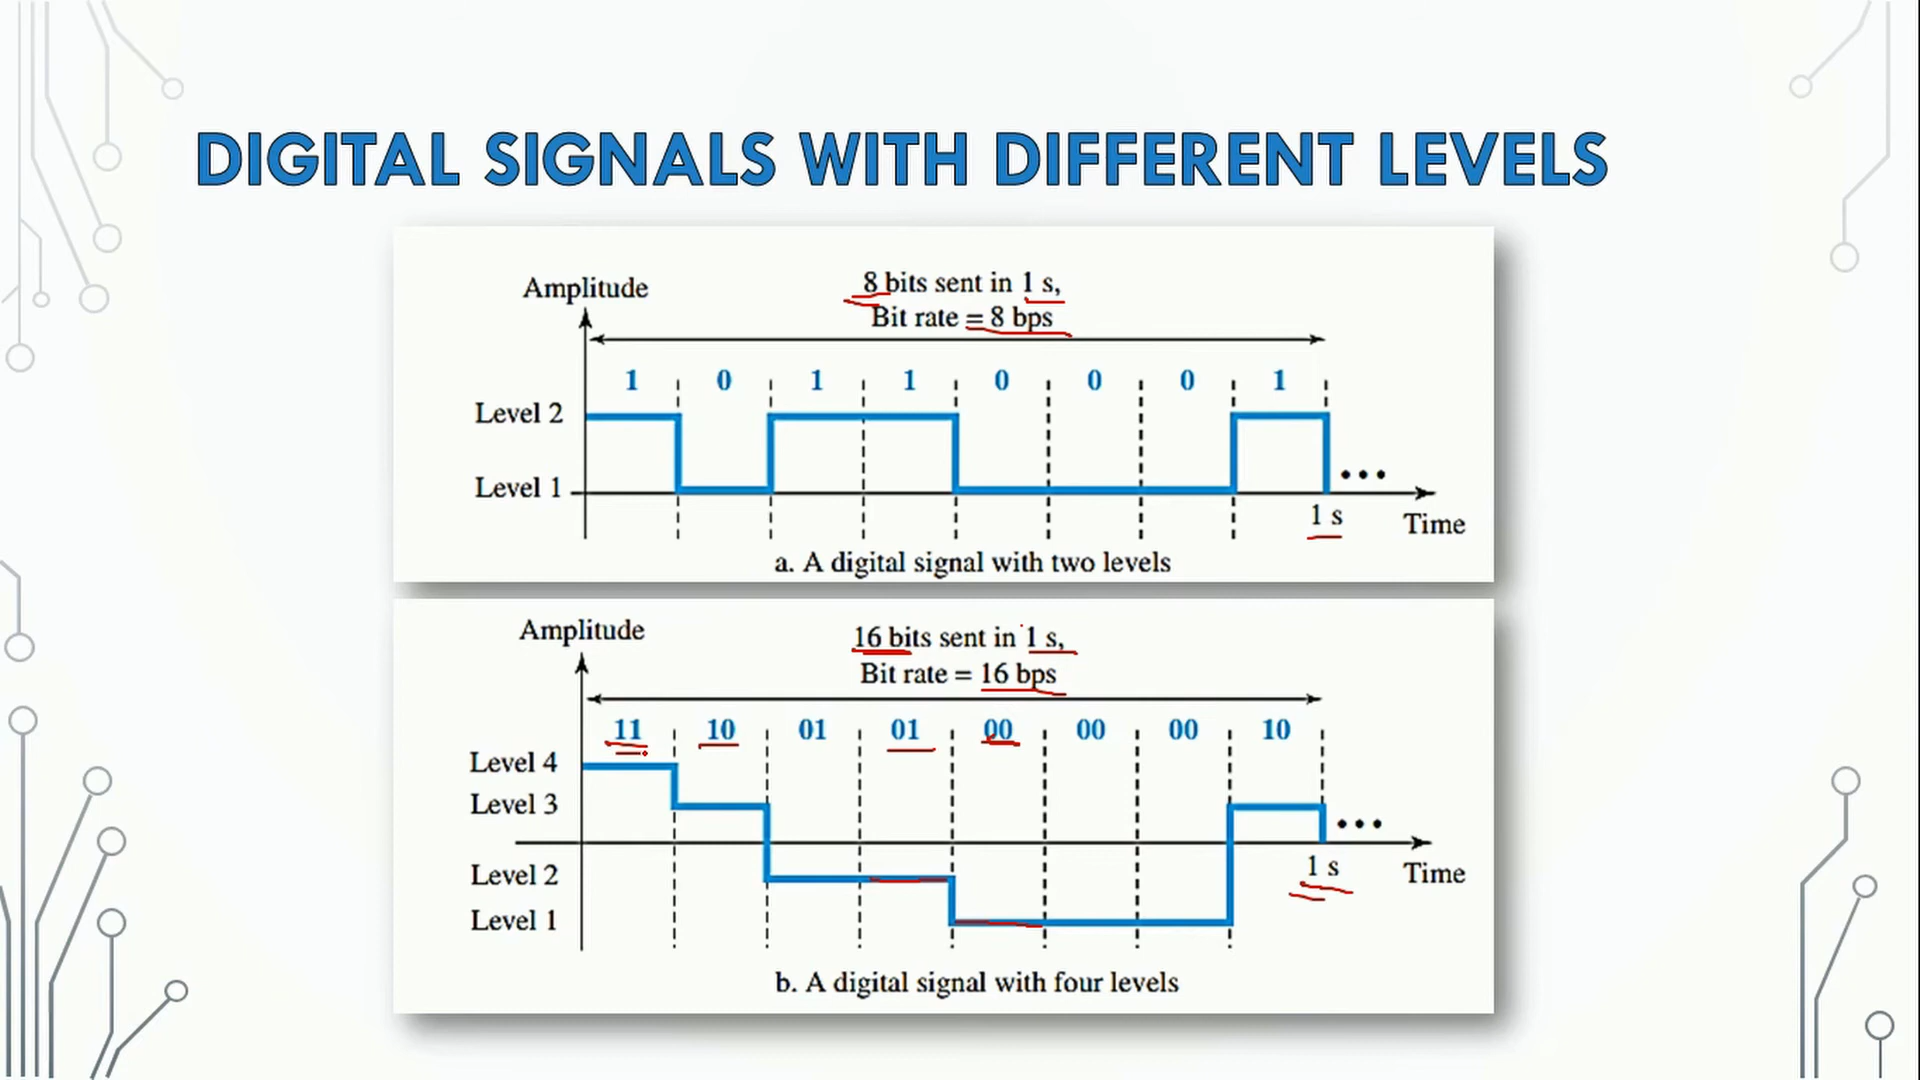 DIGITAL SIGNALS WITH DIFFERENT LEVELS
Amplitude
8 bits sent in 1 s,
Bit rate = 8 bps
1 0 1 1 0 0 0 1
Level 2
Level 1
1 s
Time
a. A digital signal with two levels
Amplitude
16 bits sent in 1 s,
Bit rate = 16 bps
11 10 01 01 00 00 00 10
Level 4
Level 3
Level 2
Level 1
1 s
Time
b. A digital signal with four levels